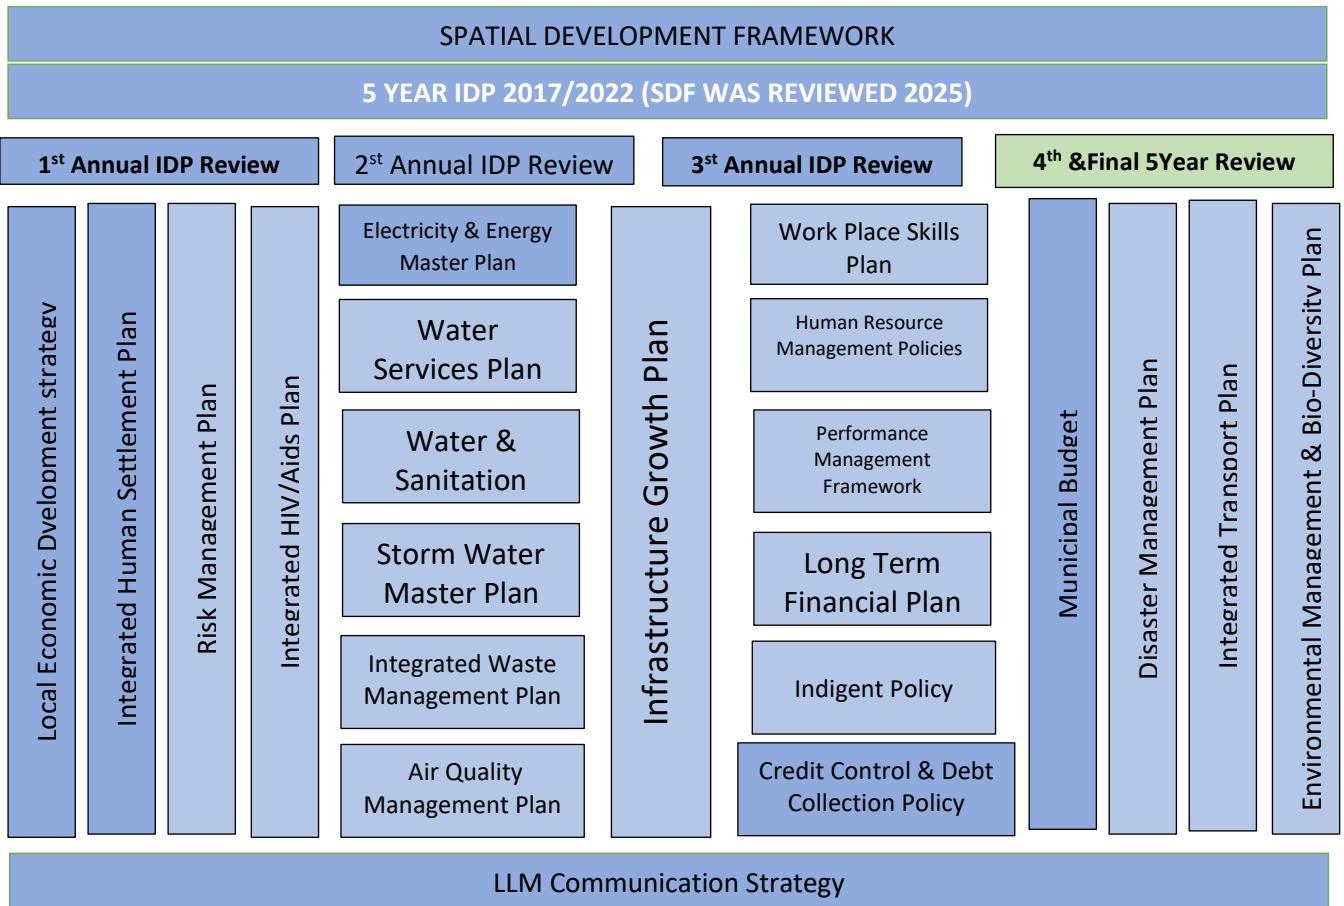 SPATIAL DEVELOPMENT FRAMEWORK
5 YEAR IDP 2017/2022 (SDF WAS REVIEWED 2025)
1st Annual IDP Review
2st Annual IDP Review
3st Annual IDP Review
4th &Final 5Year Review
Local Economic Dvelopment strategy
Integrated Human Settlement Plan
Risk Management Plan
Integrated HIV/Aids Plan
Electricity & Energy
Master Plan
Water
Services Plan
Water &
Sanitation
Storm Water
Master Plan
Integrated Waste
Management Plan
Air Quality
Management Plan
Infrastructure Growth Plan
Work Place Skills
Plan
Human Resource
Management Policies
Performance
Management
Framework
Long Term
Financial Plan
Indigent Policy
Credit Control & Debt
Collection Policy
Municipal Budget
Disaster Management Plan
Integrated Transport Plan
Environmental Management & Bio-Diversity Plan
LLM Communication Strategy